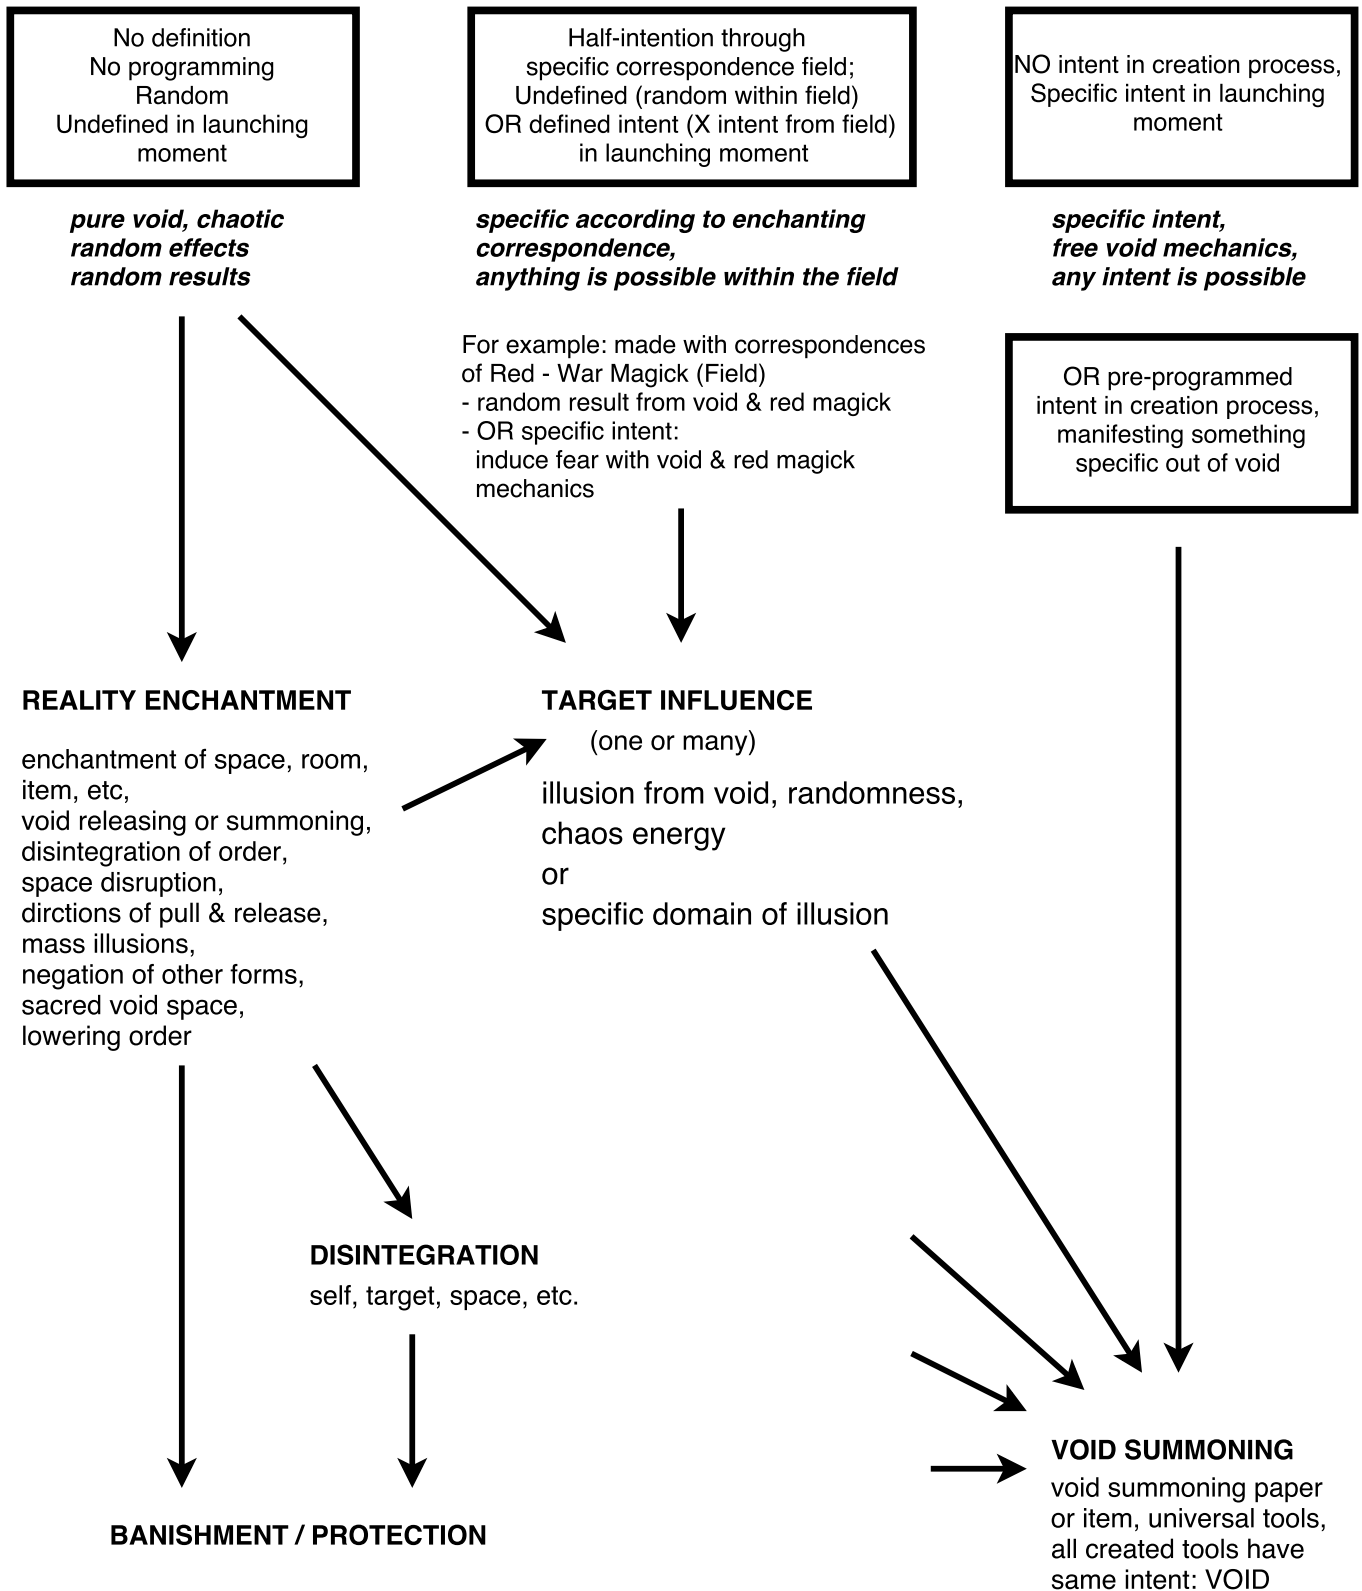 No definition
No programming
Random
Undefined in launching
moment
Half-intention through
specific correspondence field;
Undefined (random within field)
OR defined intent (X intent from field)
in launching moment
NO intent in creation process,
Specific intent in launching
moment
pure void, chaotic
random effects
random results
specific according to enchanting
correspondence,
anything is possible within the field
specific intent,
free void mechanics,
any intent is possible
For example: made with correspondences
of Red - War Magick (Field)
- random result from void & red magick
- OR specific intent:
induce fear with void & red magick
mechanics
OR pre-programmed
intent in creation process,
manifesting something
specific out of void
REALITY ENCHANTMENT
enchantment of space, room,
item, etc,
void releasing or summoning,
disintegration of order,
space disruption,
dirctions of pull & release,
mass illusions,
negation of other forms,
sacred void space,
lowering order
TARGET INFLUENCE
(one or many)
illusion from void, randomness,
chaos energy
or
specific domain of illusion
DISINTEGRATION
self, target, space, etc.
BANISHMENT / PROTECTION
VOID SUMMONING
void summoning paper
or item, universal tools,
all created tools have
same intent: VOID